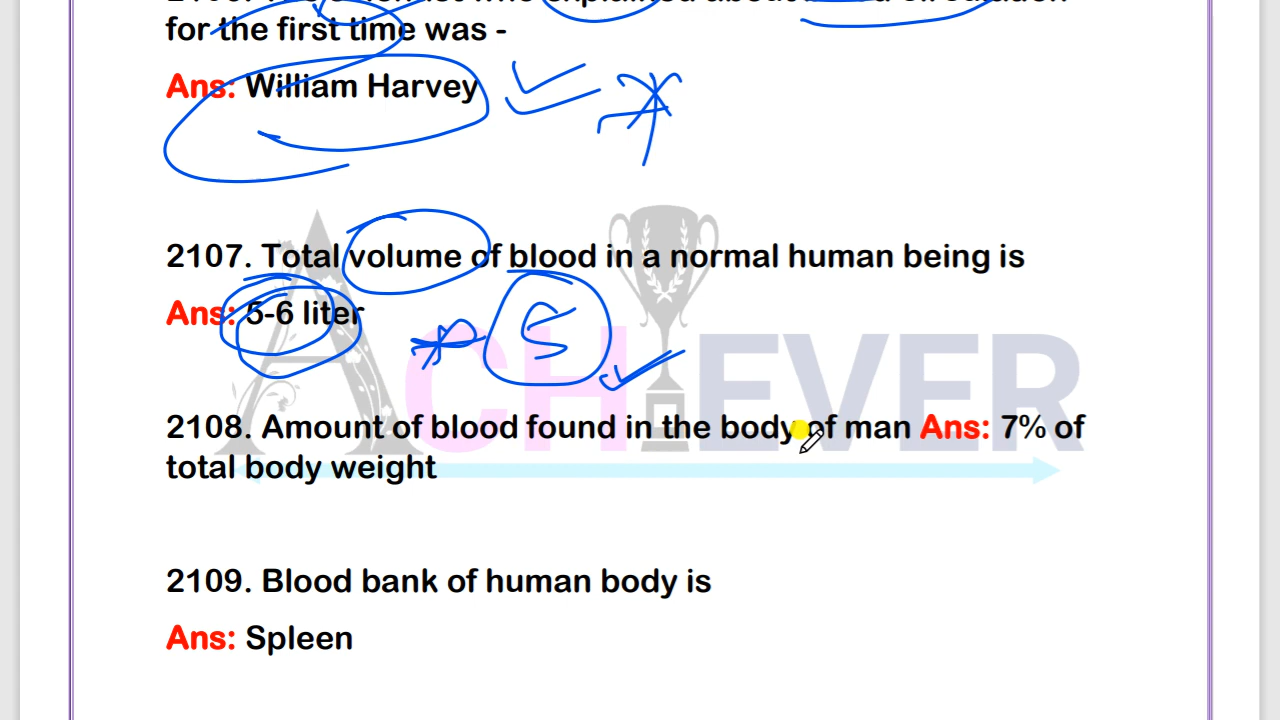 for the first time was -
Ans: William Harvey
2107. Total volume of blood in a normal human being is
Ans: 5-6 liter
5
ACHIEVER
2108. Amount of blood found in the body of man Ans: 7% of
total body weight
2109. Blood bank of human body is
Ans: Spleen